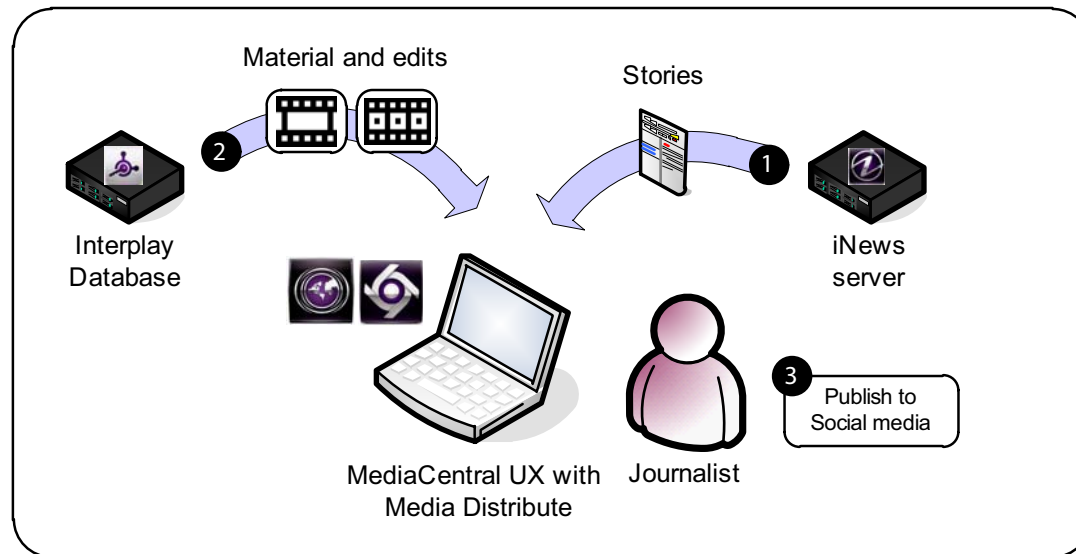 Material and edits
Stories
2
1
Interplay
Database
iNews
server
3
Publish to
Social media
MediaCentral UX with
Media Distribute
Journalist